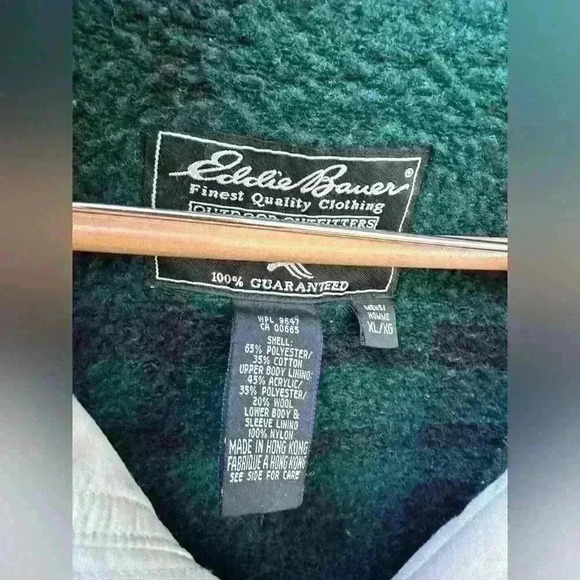 Eddie Bauer®
Finest Quality Clothing
OUTDOOR OUTFITTERS
100% GUARANTEED
MENS/
HOMME
XL/XG
WPL 9647
CA 00665
SHELL:
65% POLYESTER/
35% COTTON
UPPER BODY LINING:
45% ACRYLIC/
35% POLYESTER/
20% WOOL
LOWER BODY &
SLEEVE LINING
100% NYLON
MADE IN HONG KONG
FABRIQUE A HONG KONG
SEE SIDE FOR CARE